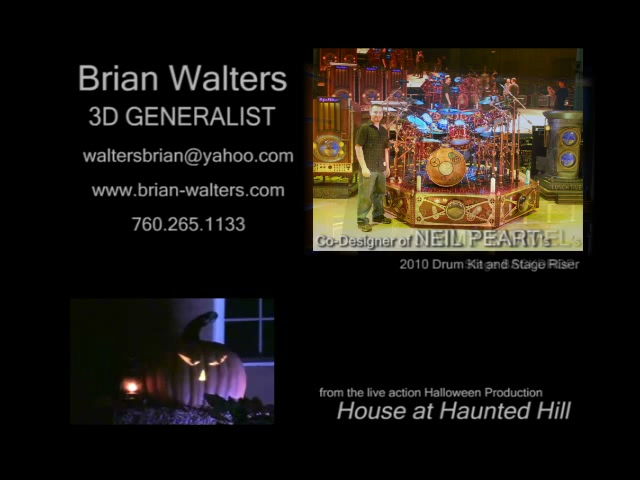 Brian Walters
3D GENERALIST
waltersbrian@yahoo.com
www.brian-walters.com
760.265.1133
Co-Designer of NEIL PEART's
2010 Drum Kit and Stage Riser
from the live action Halloween Production
House at Haunted Hill